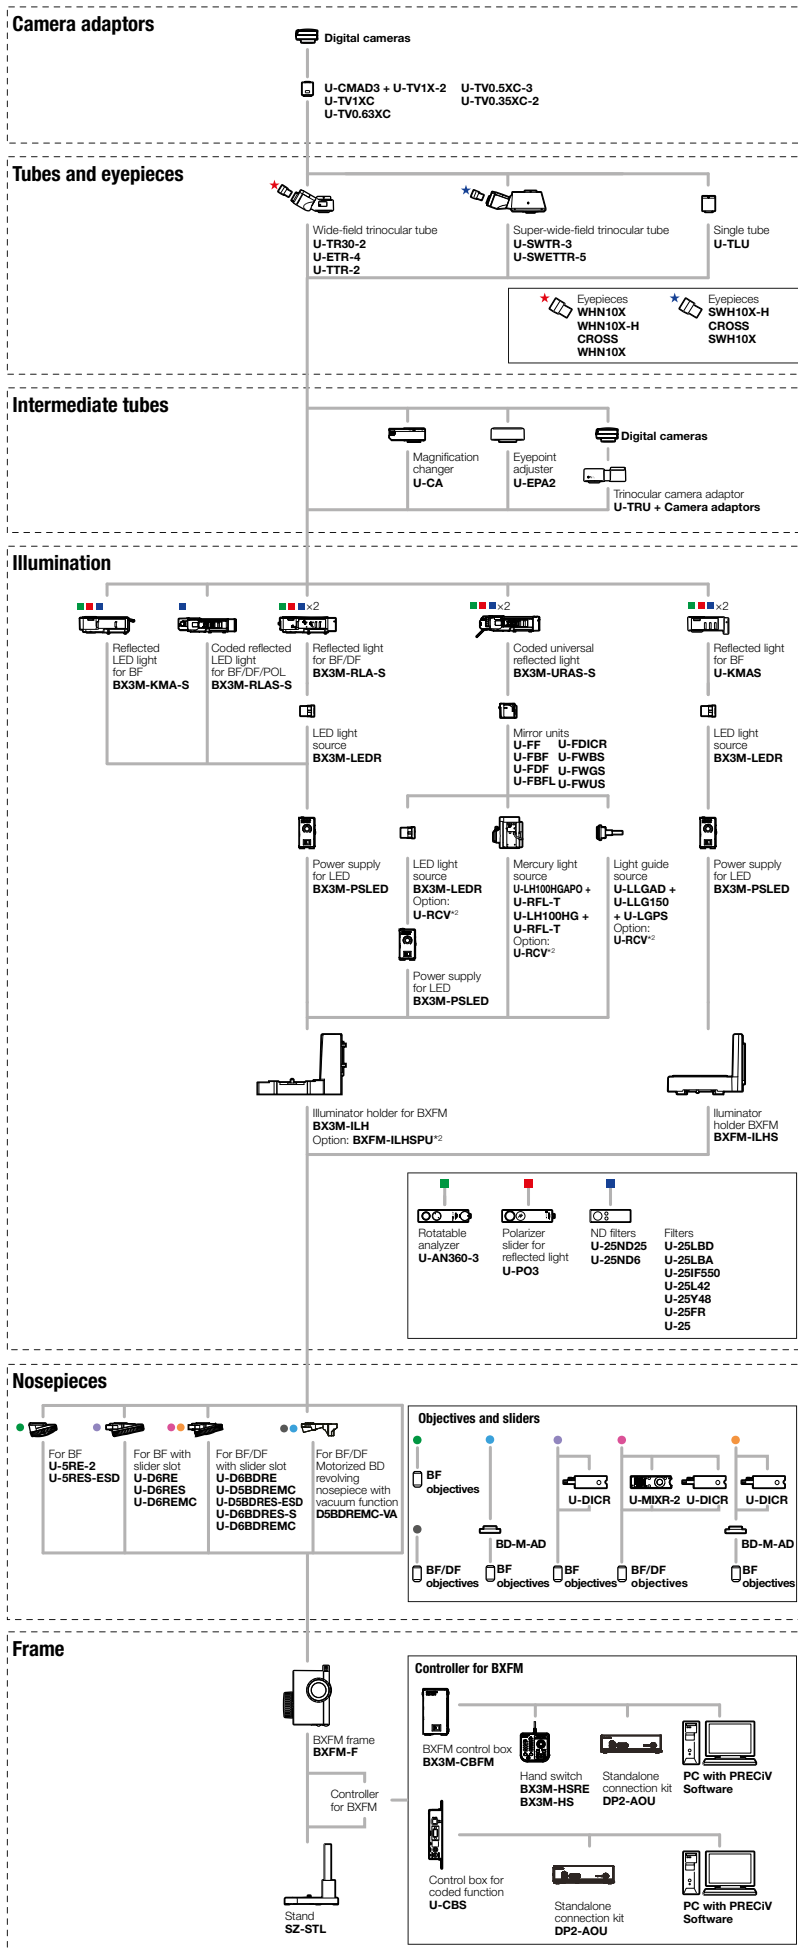 Camera adaptors
Digital cameras
U-CMAD3 + U-TV1X-2
U-TV1XC
U-TV0.63XC
U-TV0.5XC-3
U-TV0.35XC-2
Tubes and eyepieces
Wide-field trinocular tube
U-TR30-2
U-ETR-4
U-TTR-2
Super-wide-field trinocular tube
U-SWTR-3
U-SWETTR-5
Single tube
U-TLU
Eyepieces
WHN10X
WHN10X-H
CROSS
WHN10X
Eyepieces
SWH10X-H
CROSS
SWH10X
Intermediate tubes
Magnification
changer
U-CA
Eyepoint
adjuster
U-EPA2
Digital cameras
Trinocular camera adaptor
U-TRU + Camera adaptors
Illumination
×2
×2
×2
Reflected
LED light
for BF
BX3M-KMA-S
Coded reflected
LED light
for BF/DF/POL
BX3M-RLAS-S
Reflected light
for BF/DF
BX3M-RLA-S
Coded universal
reflected light
BX3M-URAS-S
Reflected light
for BF
U-KMAS
LED light
source
BX3M-LEDR
Mirror units
U-FF
U-FBF
U-FDF
U-FBFL
U-FDICR
U-FWBS
U-FWGS
U-FWUS
LED light
source
BX3M-LEDR
Power supply
for LED
BX3M-PSLED
LED light
source
BX3M-LEDR
Option:
U-RCV*2
Power supply
for LED
BX3M-PSLED
Mercury light
source
U-LH100HGAPO +
U-RFL-T
U-LH100HG +
U-RFL-T
Option:
U-RCV*2
Light guide
source
U-LLGAD +
U-LLG150
+ U-LGPS
Option:
U-RCV*2
Power supply
for LED
BX3M-PSLED
Illuminator holder for BXFM
BX3M-ILH
Option: BXFM-ILHSPU*2
Iluminator
holder BXFM
BXFM-ILHS
Rotatable
analyzer
U-AN360-3
Polarizer
slider for
reflected light
U-PO3
ND filters
U-25ND25
U-25ND6
Filters
U-25LBD
U-25LBA
U-25IF550
U-25L42
U-25Y48
U-25FR
U-25
Nosepieces
For BF
U-5RE-2
U-5RES-ESD
For BF with
slider slot
U-D6RE
U-D6RES
U-D6REMC
For BF/DF
with slider slot
U-D6BDRE
U-D5BDREMC
U-D5BDRES-ESD
U-D6BDRES-S
U-D6BDREMC
For BF/DF
Motorized BD
revolving
nosepiece with
vacuum function
D5BDREMC-VA
Objectives and sliders
BF
objectives
U-DICR
U-MIXR-2
U-DICR
U-DICR
BD-M-AD
BD-M-AD
BF/DF
objectives
BF
objectives
BF
objectives
BF/DF
objectives
BF
objectives
Frame
BXFM frame
BXFM-F
Controller
for BXFM
Stand
SZ-STL
Controller for BXFM
BXFM control box
BX3M-CBFM
Hand switch
BX3M-HSRE
BX3M-HS
Standalone
connection kit
DP2-AOU
PC with PRECiV
Software
Control box for
coded function
U-CBS
Standalone
connection kit
DP2-AOU
PC with PRECiV
Software